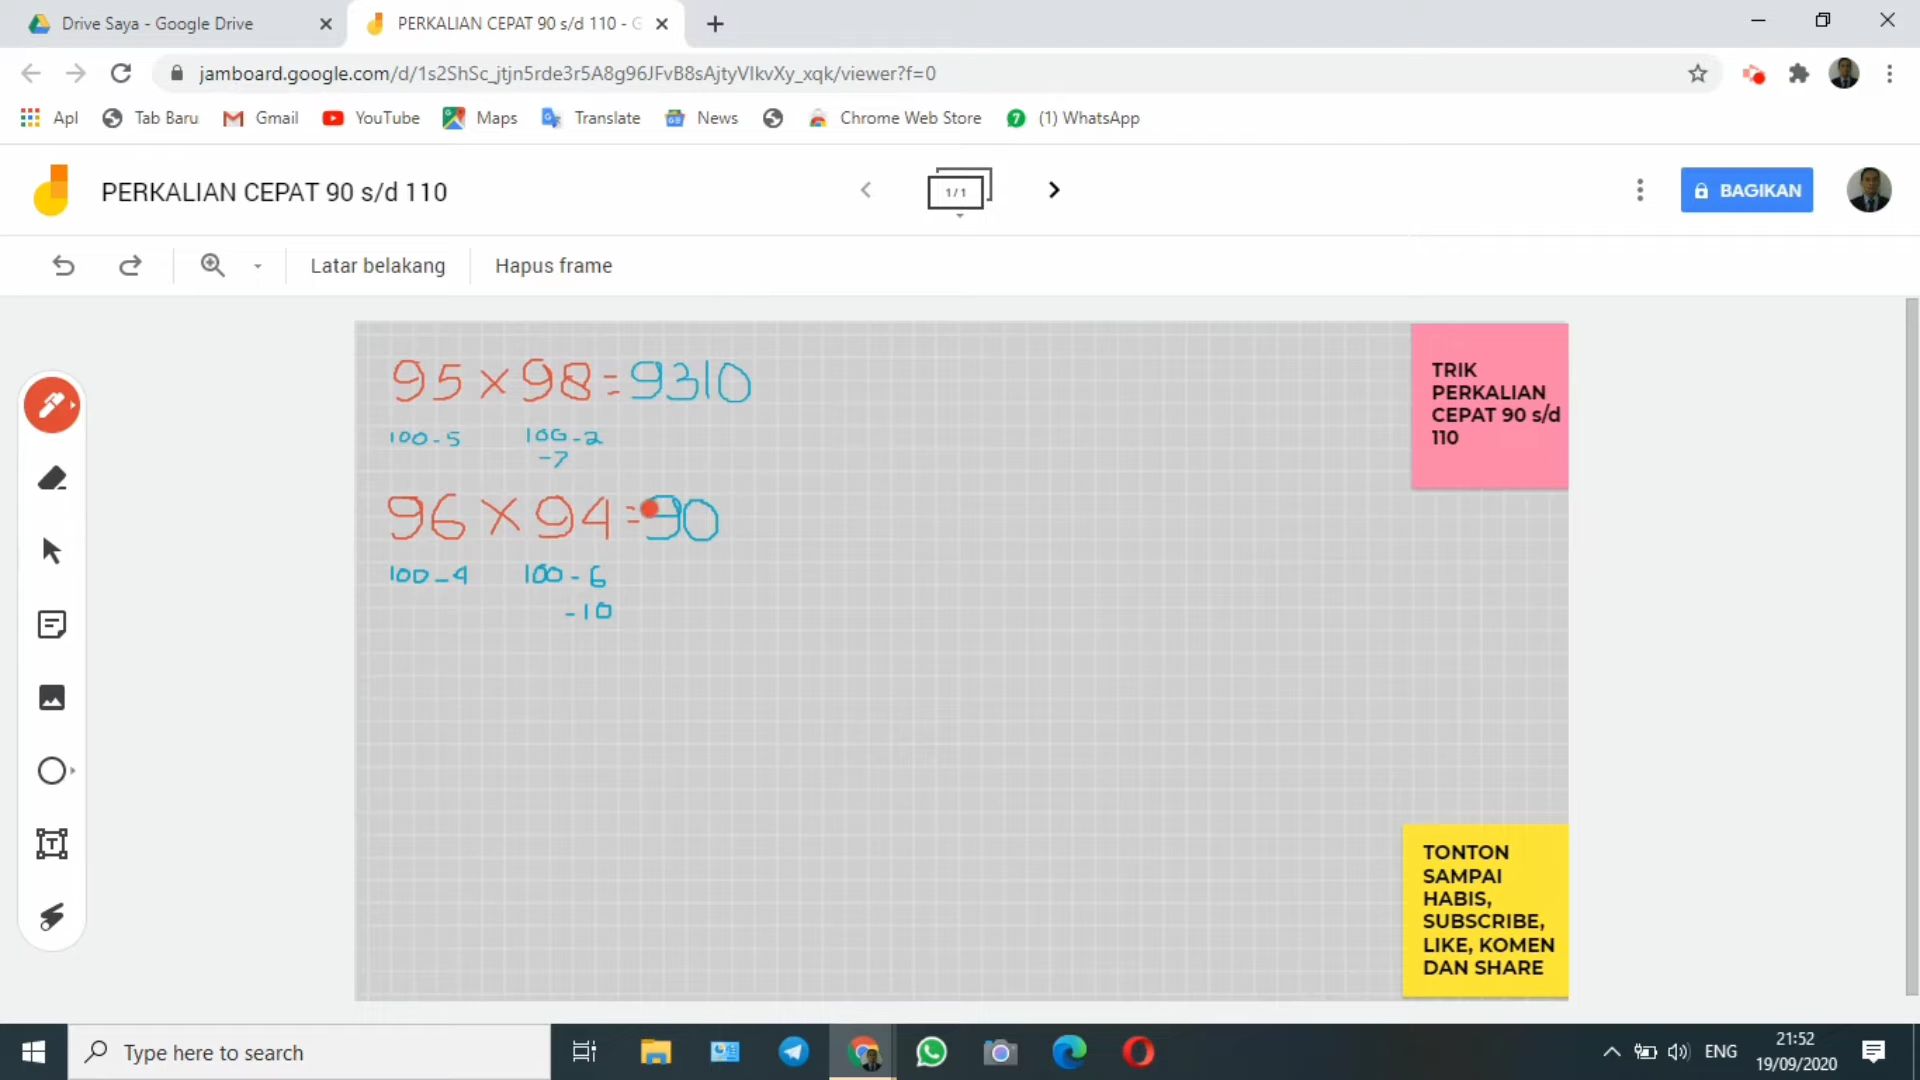 Drive Saya - Google Drive
PERKALIAN CEPAT 90 s/d 110 - G
jamboard.google.com/d/1s2ShSc_jtjn5rde3r5A8g96JFvB8sAjtyVIkvXy_xqk/viewer?f=0
Apl Tab Baru Gmail YouTube Maps Translate News Chrome Web Store 7 (1) WhatsApp
PERKALIAN CEPAT 90 s/d 110
1/1
BAGIKAN
Latar belakang Hapus frame
95 × 98 = 9310
100 - 5 100 - 2
-7
96 × 94 = 90
100 - 4 100 - 6
-10
TRIK
PERKALIAN
CEPAT 90 s/d
110
TONTON
SAMPAI
HABIS,
SUBSCRIBE,
LIKE, KOMEN
DAN SHARE
Type here to search
ENG
21:52
19/09/2020